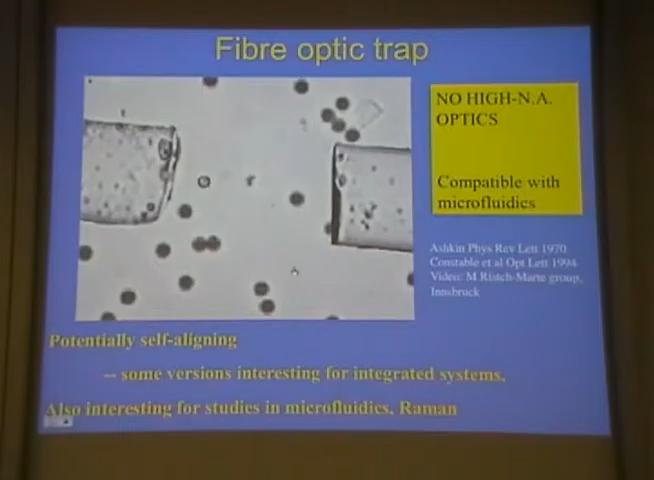 Fibre optic trap
NO HIGH-N.A.
OPTICS
Compatible with
microfluidics
Ashkin Phys Rev Lett 1970
Constable et al Opt Lett 1994
Video: M Ritsch-Marte group,
Innsbruck
Potentially self-aligning
-- some versions interesting for integrated systems,
Also interesting for studies in microfluidics, Raman